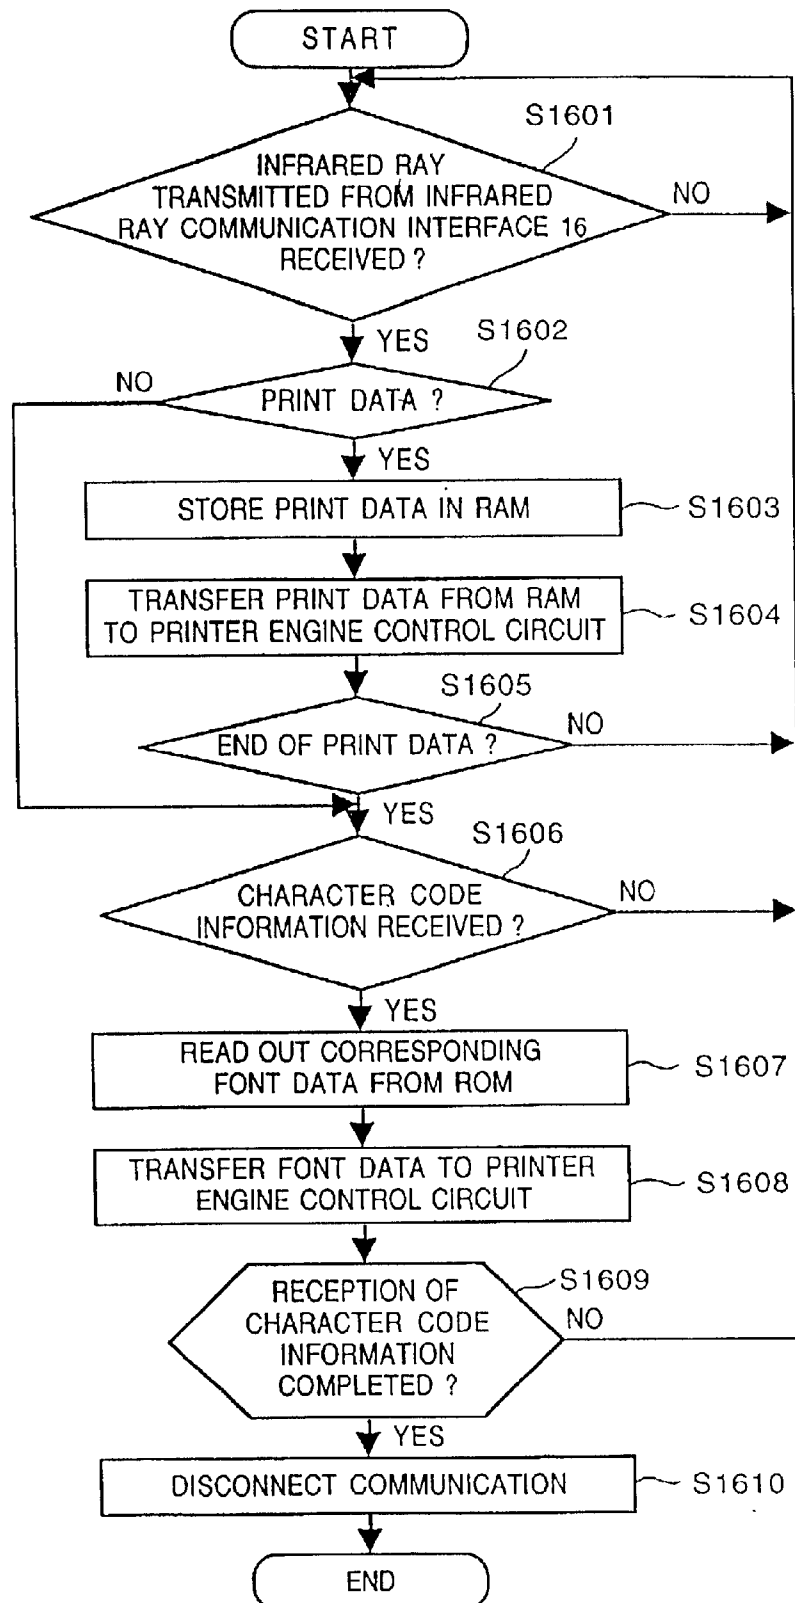 START
S1601
INFRARED RAY
TRANSMITTED FROM INFRARED
RAY COMMUNICATION INTERFACE 16
RECEIVED ?
NO
YES
S1602
NO
PRINT DATA ?
YES
STORE PRINT DATA IN RAM
S1603
TRANSFER PRINT DATA FROM RAM
TO PRINTER ENGINE CONTROL CIRCUIT
S1604
S1605
END OF PRINT DATA ?
NO
YES
S1606
CHARACTER CODE
INFORMATION RECEIVED ?
NO
YES
READ OUT CORRESPONDING
FONT DATA FROM ROM
S1607
TRANSFER FONT DATA TO PRINTER
ENGINE CONTROL CIRCUIT
S1608
S1609
RECEPTION OF
CHARACTER CODE
INFORMATION
COMPLETED ?
NO
YES
DISCONNECT COMMUNICATION
S1610
END